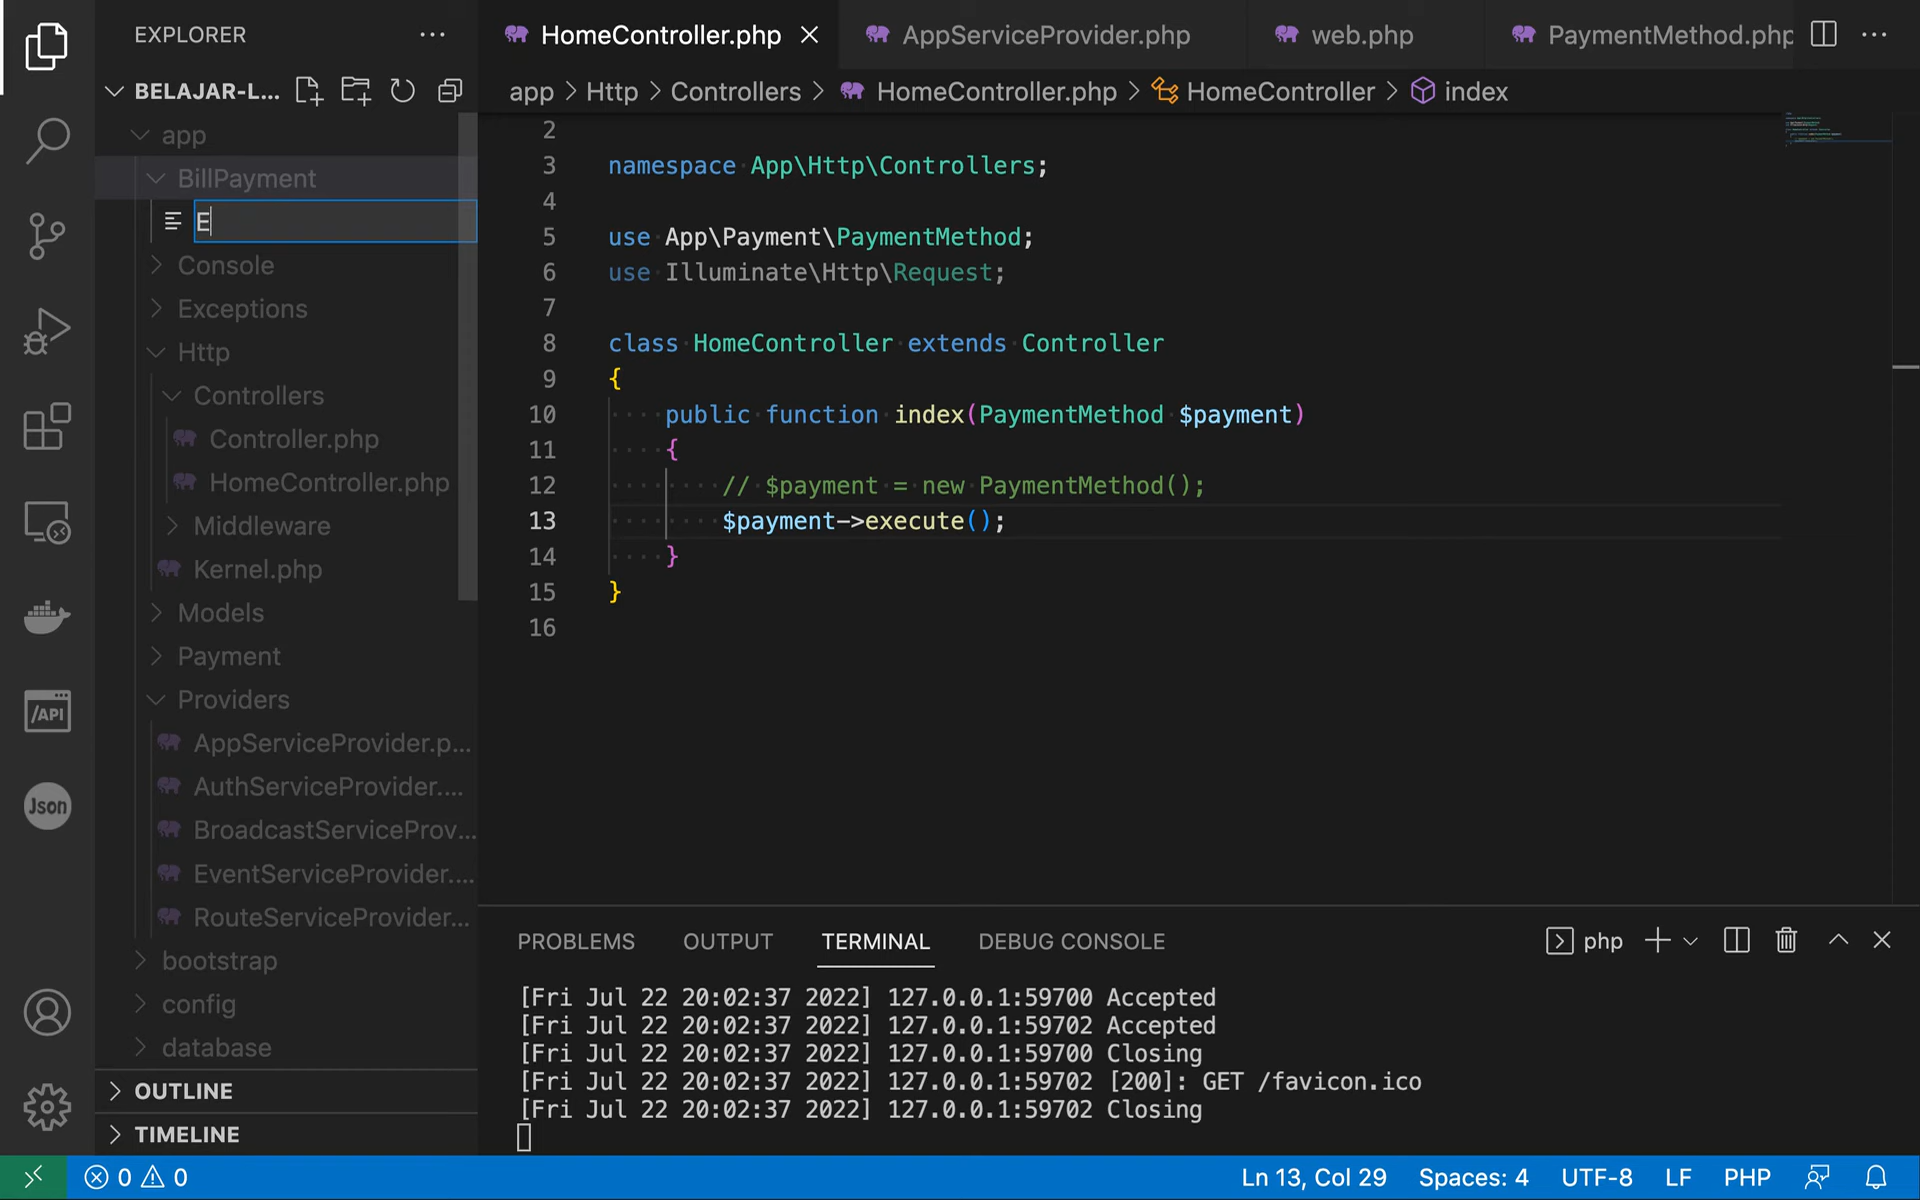 EXPLORER
BELAJAR-L...
app
BillPayment
E
Console
Exceptions
Http
Controllers
Controller.php
HomeController.php
Middleware
Kernel.php
Models
Payment
Providers
AppServiceProvider.p...
AuthServiceProvider....
BroadcastServiceProv...
EventServiceProvider....
RouteServiceProvider...
bootstrap
config
database
OUTLINE
TIMELINE
/API
Json
HomeController.php AppServiceProvider.php web.php PaymentMethod.php
app > Http > Controllers > HomeController.php > HomeController > index
2
3 namespace App\Http\Controllers;
4
5 use App\Payment\PaymentMethod;
6 use Illuminate\Http\Request;
7
8 class HomeController extends Controller
9 {
10 public function index(PaymentMethod $payment)
11 {
12 // $payment = new PaymentMethod();
13 $payment->execute();
14 }
15 }
16
PROBLEMS OUTPUT TERMINAL DEBUG CONSOLE php
[Fri Jul 22 20:02:37 2022] 127.0.0.1:59700 Accepted
[Fri Jul 22 20:02:37 2022] 127.0.0.1:59702 Accepted
[Fri Jul 22 20:02:37 2022] 127.0.0.1:59700 Closing
[Fri Jul 22 20:02:37 2022] 127.0.0.1:59702 [200]: GET /favicon.ico
[Fri Jul 22 20:02:37 2022] 127.0.0.1:59702 Closing
0 0 Ln 13, Col 29 Spaces: 4 UTF-8 LF PHP